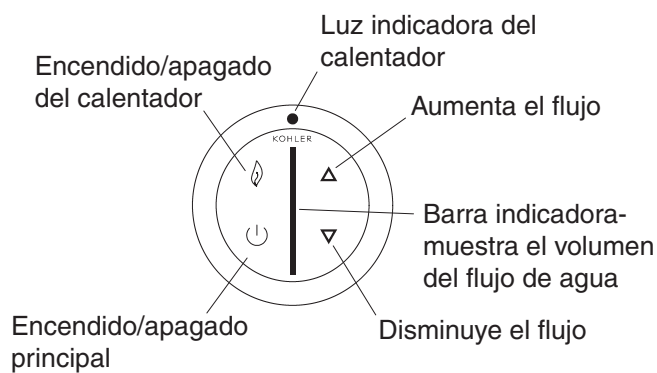 Luz indicadora del
calentador
Encendido/apagado
del calentador
Aumenta el flujo
KOHLER
Barra indicadora-
muestra el volumen
del flujo de agua
Encendido/apagado
principal
Disminuye el flujo